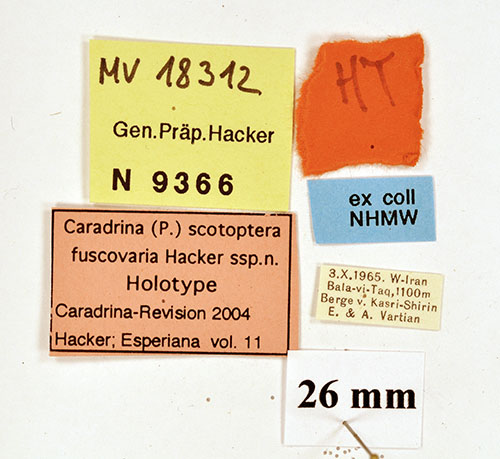 MV 18312
Gen.Präp.Hacker
N 9366
HT
ex coll
NHMW
Caradrina (P.) scotoptera
fuscovaria Hacker ssp.n.
Holotype
Caradrina-Revision 2004
Hacker; Esperiana vol. 11
3.X.1965. W-Iran
Bala-vi-Taq,1100m
Berge v. Kasri-Shirin
E. & A. Vartian
26 mm